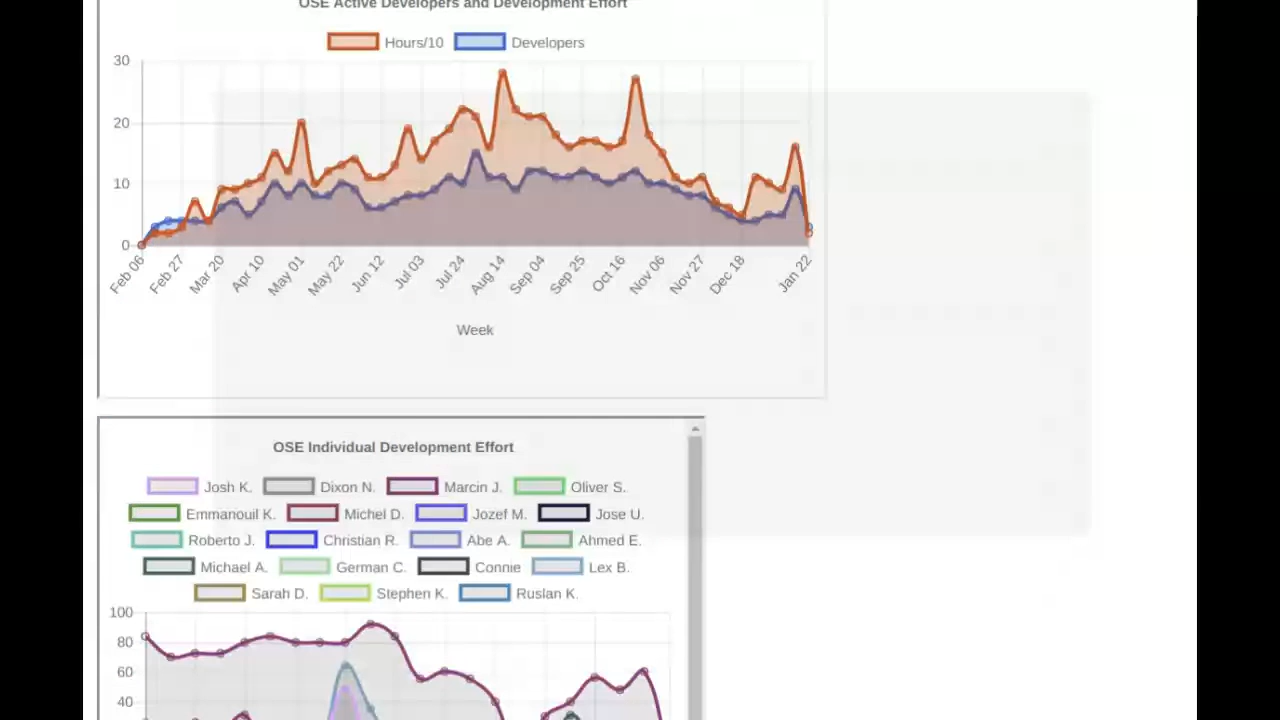 OSE Active Developers and Development Effort
Hours/10 Developers
30
20
10
0
Feb 06 Feb 27 Mar 20 Apr 10 May 01 May 22 Jun 12 Jul 03 Jul 24 Aug 14 Sep 04 Sep 25 Oct 16 Nov 06 Nov 27 Dec 18 Jan 22
Week
OSE Individual Development Effort
Josh K. Dixon N. Marcin J. Oliver S.
Emmanouil K. Michel D. Jozef M. Jose U.
Roberto J. Christian R. Abe A. Ahmed E.
Michael A. German C. Connie Lex B.
Sarah D. Stephen K. Ruslan K.
100
80
60
40